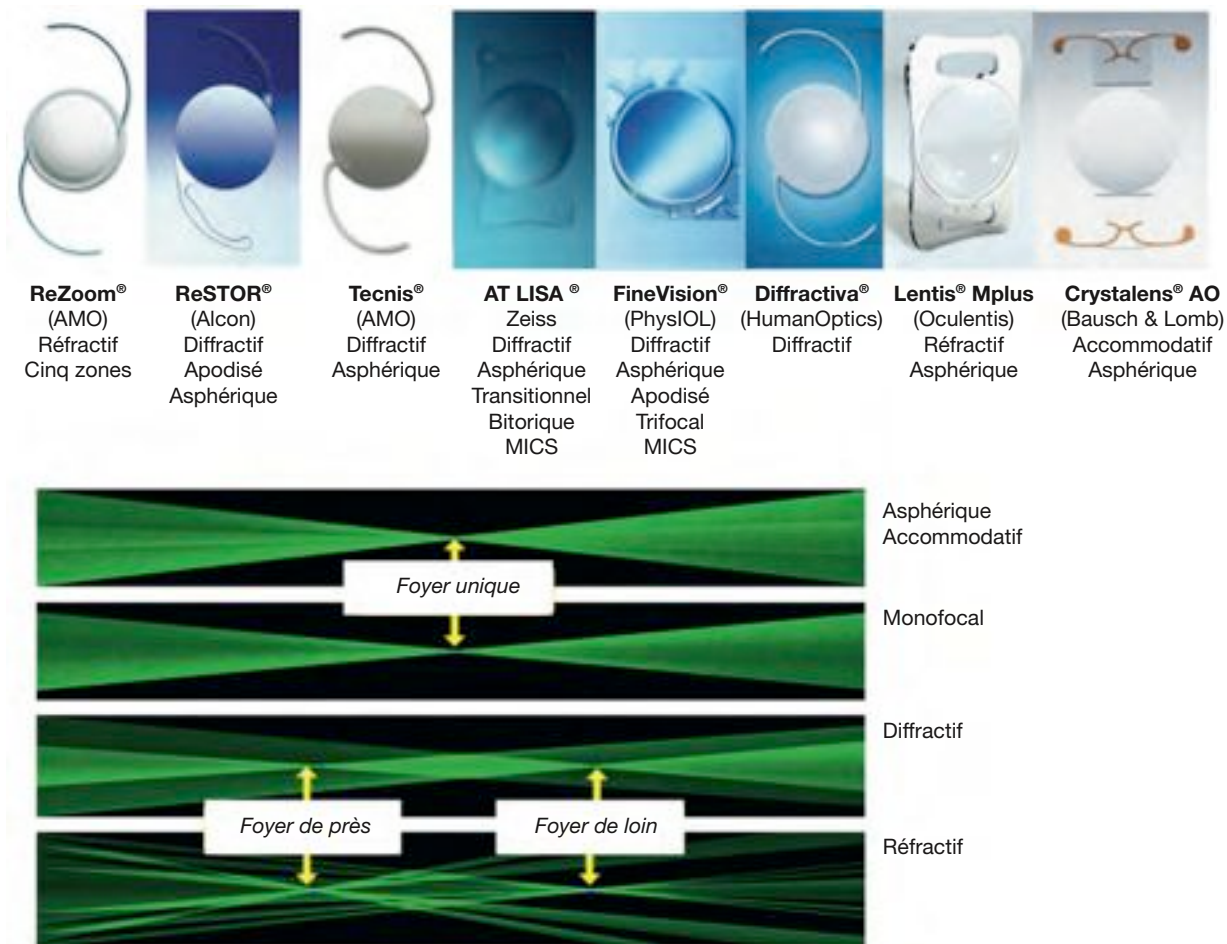 ReZoom®
(AMO)
Réfractif
Cinq zones
ReSTOR®
(Alcon)
Diffractif
Apodisé
Asphérique
Tecnis®
(AMO)
Diffractif
Asphérique
AT LISA ®
Zeiss
Diffractif
Asphérique
Transitionnel
Bitorique
MICS
FineVision®
(PhysIOL)
Diffractif
Asphérique
Apodisé
Trifocal
MICS
Diffractiva®
(HumanOptics)
Diffractif
Lentis® Mplus
(Oculentis)
Réfractif
Asphérique
Crystalens® AO
(Bausch & Lomb)
Accommodatif
Asphérique
Asphérique
Accommodatif
Foyer unique
Monofocal
Diffractif
Foyer de près
Foyer de loin
Réfractif